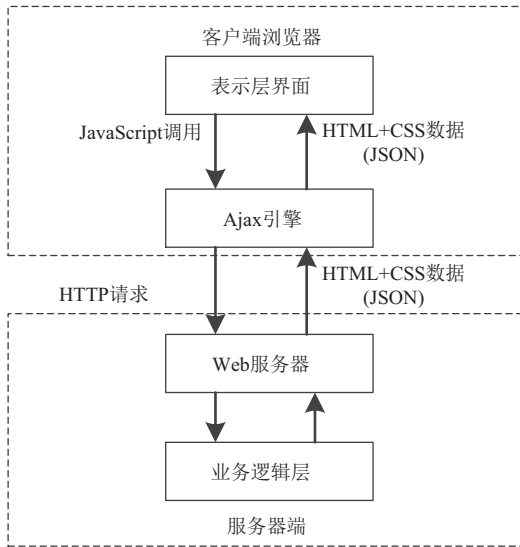 客户端浏览器
表示层界面
JavaScript调用
HTML+CSS数据
(JSON)
Ajax引擎
HTTP请求
HTML+CSS数据
(JSON)
Web服务器
业务逻辑层
服务器端